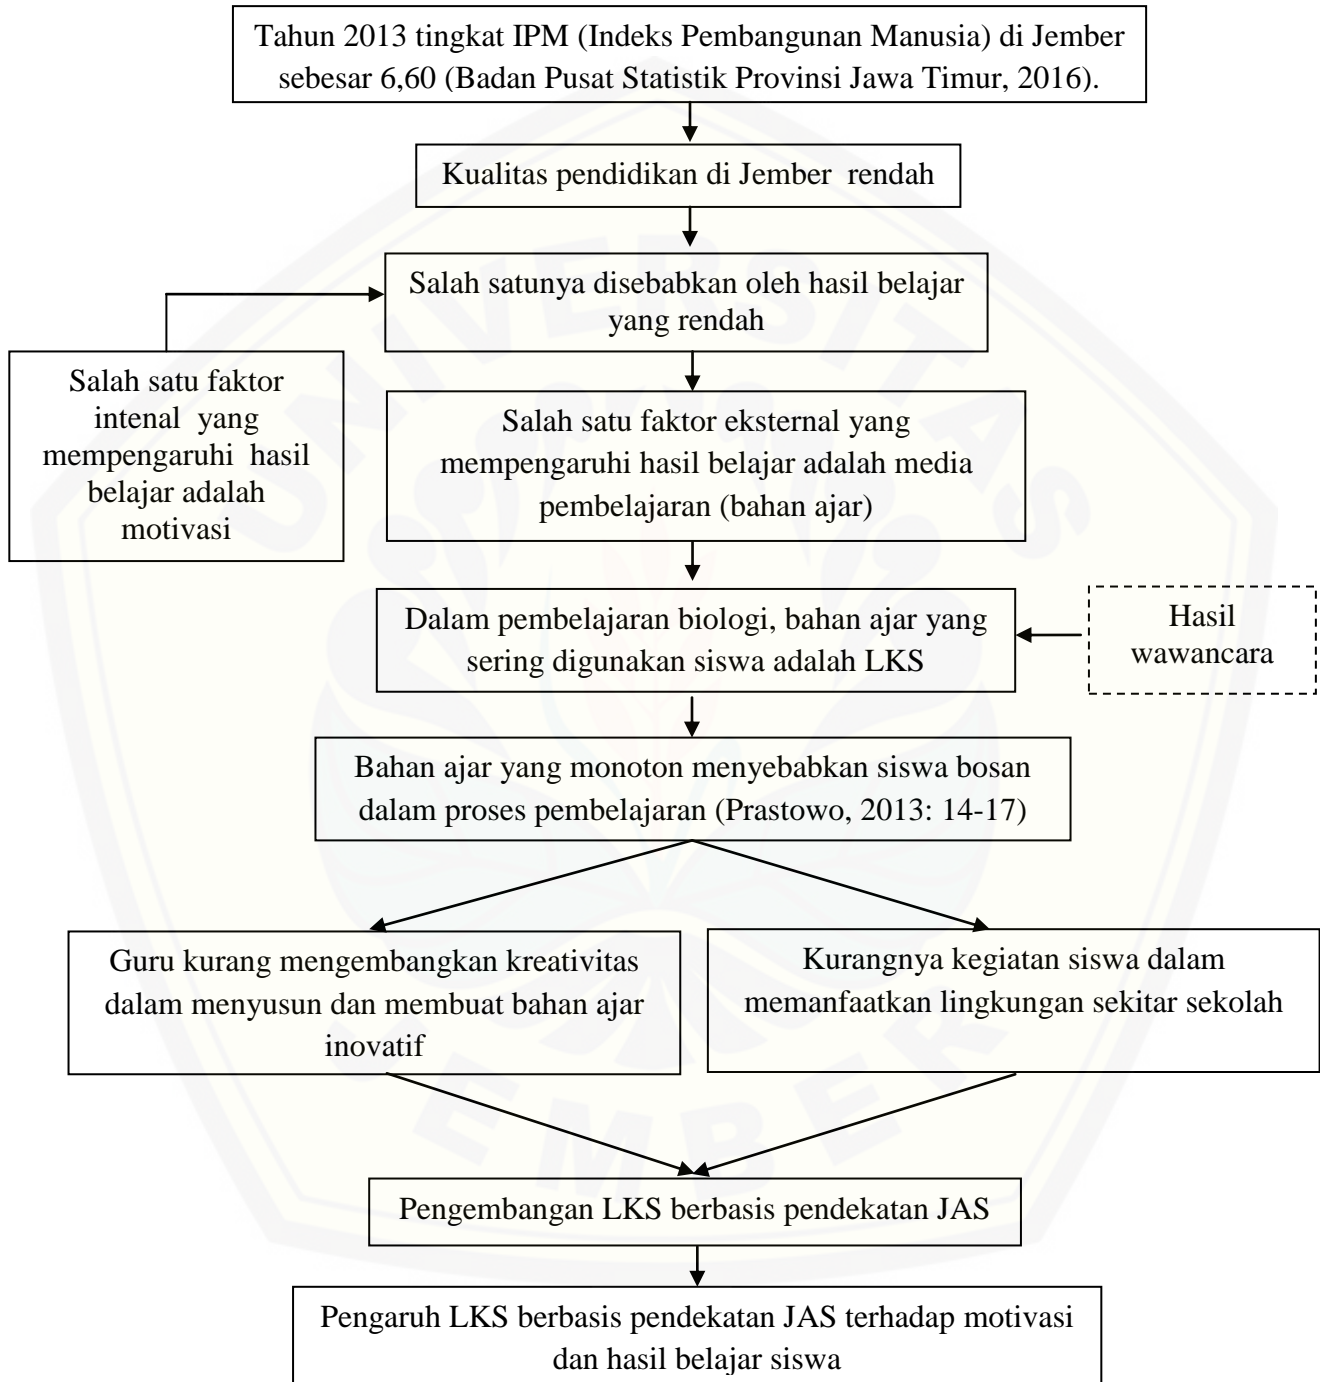 Tahun 2013 tingkat IPM (Indeks Pembangunan Manusia) di Jember
sebesar 6,60 (Badan Pusat Statistik Provinsi Jawa Timur, 2016).
Kualitas pendidikan di Jember rendah
Salah satunya disebabkan oleh hasil belajar
yang rendah
Salah satu faktor
intenal yang
mempengaruhi hasil
belajar adalah
motivasi
Salah satu faktor eksternal yang
mempengaruhi hasil belajar adalah media
pembelajaran (bahan ajar)
Dalam pembelajaran biologi, bahan ajar yang
sering digunakan siswa adalah LKS
Hasil
wawancara
Bahan ajar yang monoton menyebabkan siswa bosan
dalam proses pembelajaran (Prastowo, 2013: 14-17)
Guru kurang mengembangkan kreativitas
dalam menyusun dan membuat bahan ajar
inovatif
Kurangnya kegiatan siswa dalam
memanfaatkan lingkungan sekitar sekolah
Pengembangan LKS berbasis pendekatan JAS
Pengaruh LKS berbasis pendekatan JAS terhadap motivasi
dan hasil belajar siswa
UNIVERSITAS
JEMBER